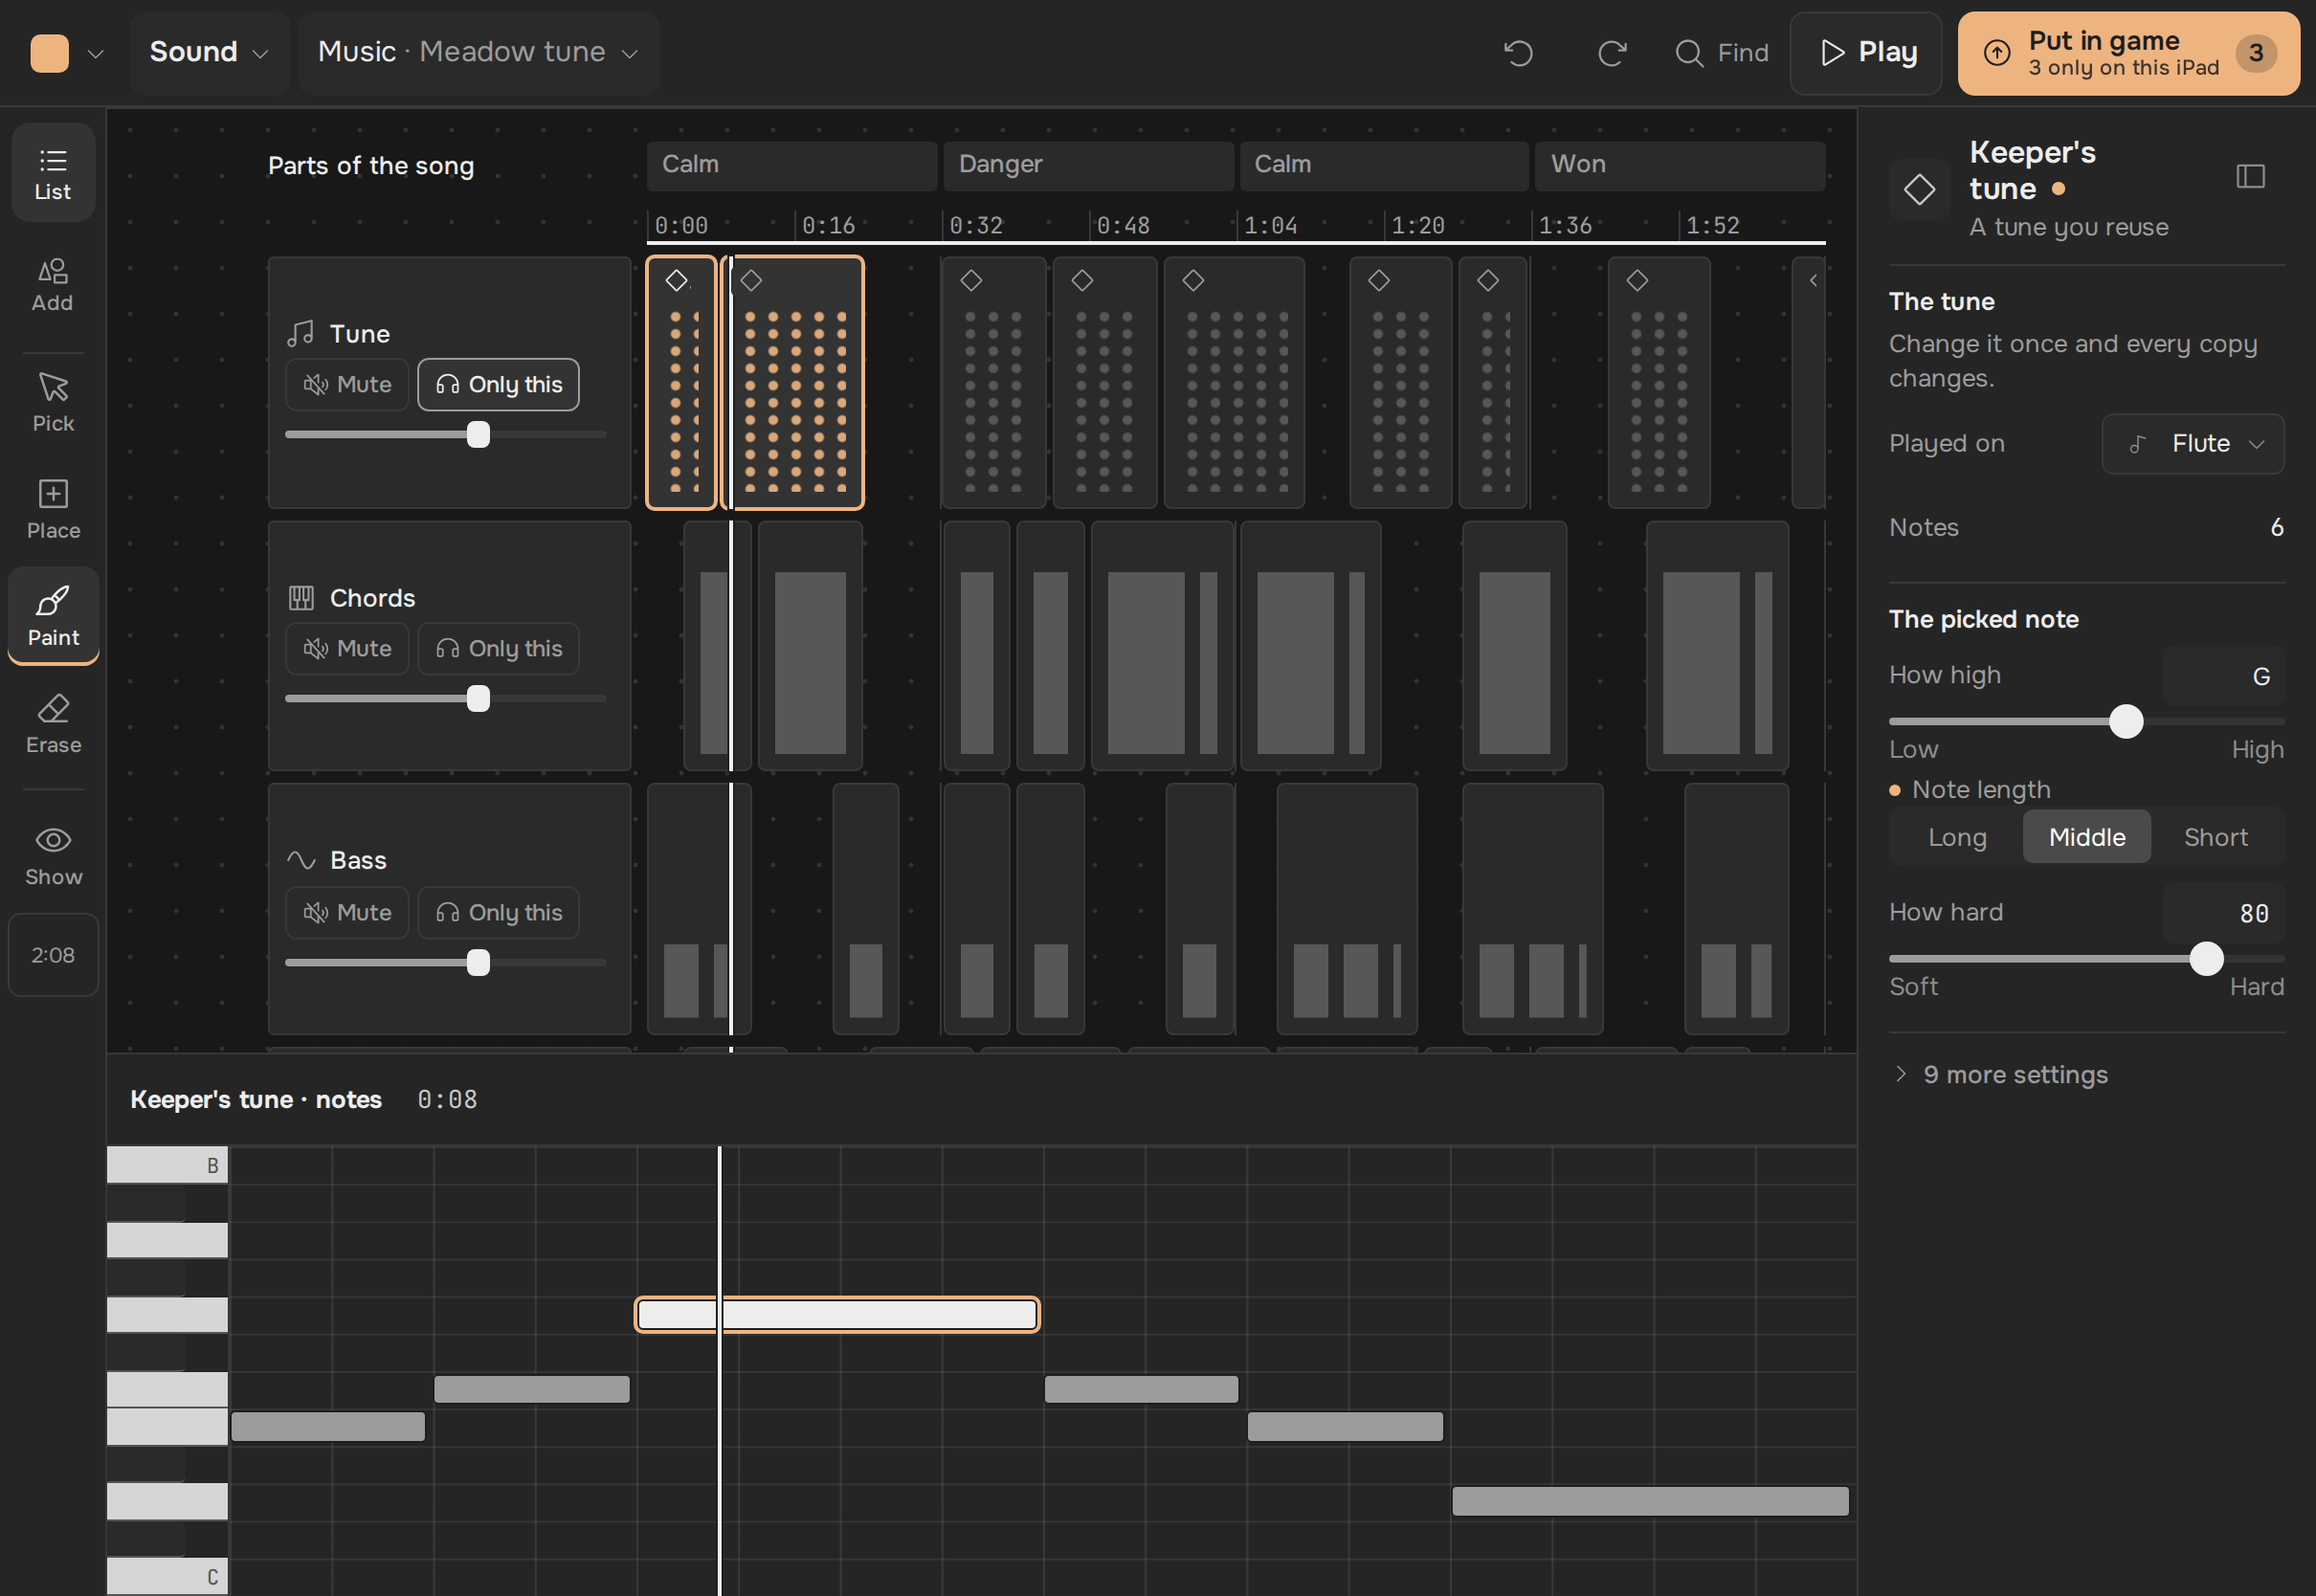 Sound
Music · Meadow tune
Find
Play
Put in game
3 only on this iPad
3
List
Add
Pick
Place
Paint
Erase
Show
2:08
Parts of the song
Calm
Danger
Calm
Won
0:00
0:16
0:32
0:48
1:04
1:20
1:36
1:52
Tune
Mute
Only this
Chords
Mute
Only this
Bass
Mute
Only this
Keeper's tune · notes
0:08
B
C
Keeper's
tune
A tune you reuse
The tune
Change it once and every copy
changes.
Played on
Flute
Notes
6
The picked note
How high
G
Low
High
Note length
Long
Middle
Short
How hard
80
Soft
Hard
9 more settings